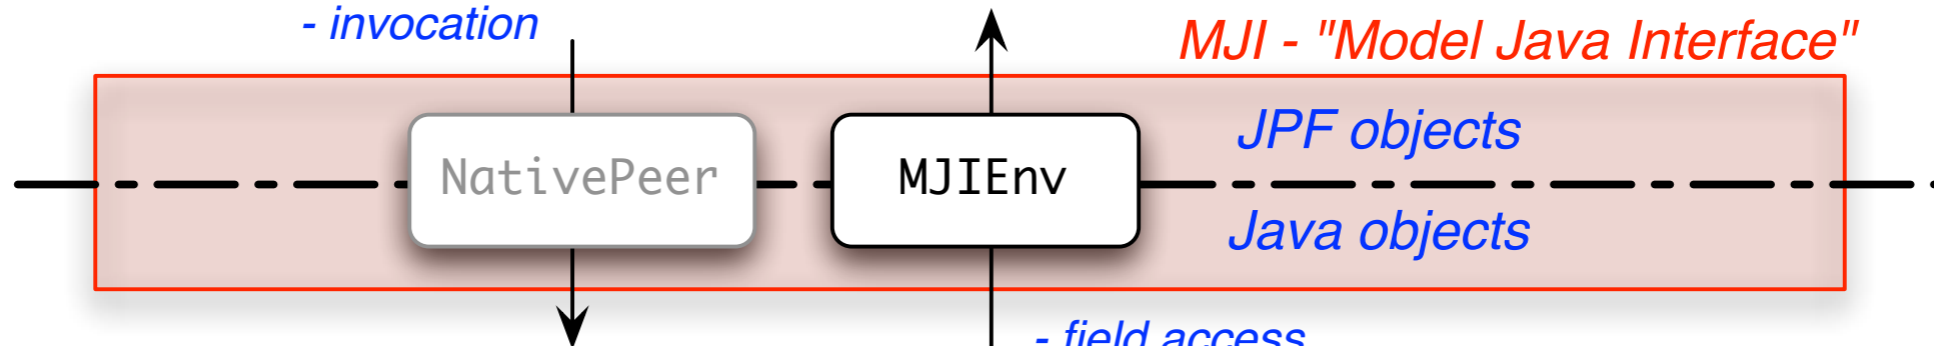 - invocation
MJI - "Model Java Interface"
JPF objects
NativePeer
MJIEnv
Java objects
- field access